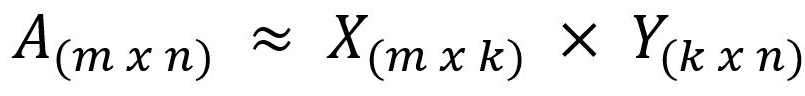 A(m x n) ≈ X(m x k) × Y(k x n)